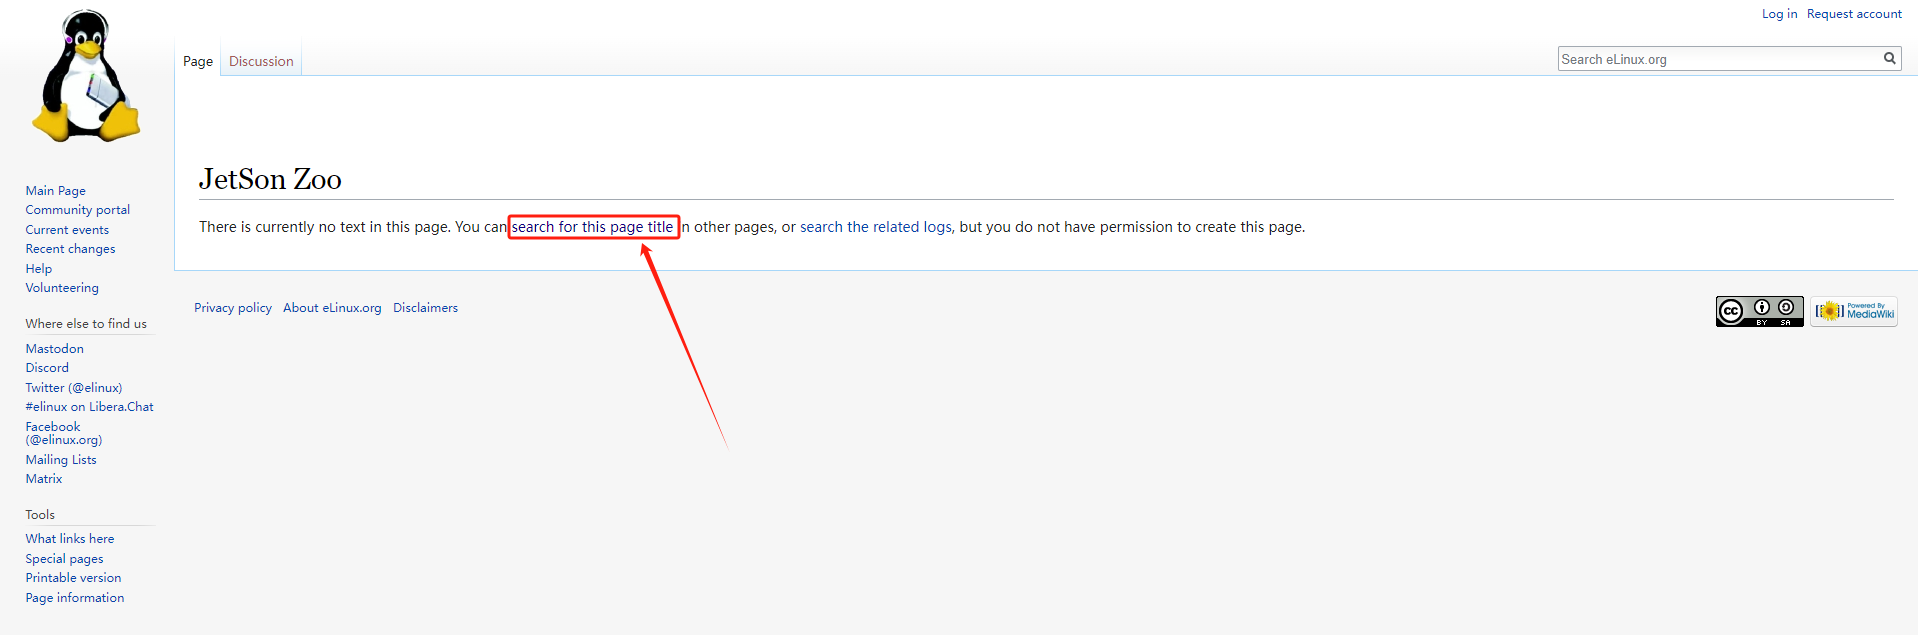 Log in Request account
Page Discussion
Search eLinux.org
JetSon Zoo
There is currently no text in this page. You can search for this page title in other pages, or search the related logs, but you do not have permission to create this page.
Main Page
Community portal
Current events
Recent changes
Help
Volunteering
Where else to find us
Mastodon
Discord
Twitter (@elinux)
#elinux on Libera.Chat
Facebook
(@elinux.org)
Mailing Lists
Matrix
Tools
What links here
Special pages
Printable version
Page information
Privacy policy About eLinux.org Disclaimers
cc BY SA
Powered By
MediaWiki